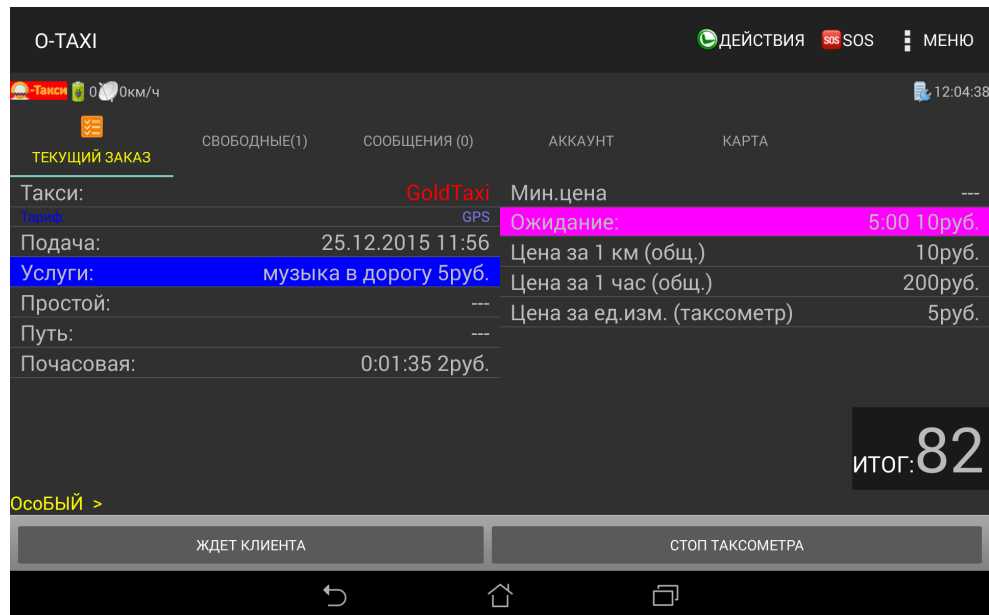 O-TAXI
ДЕЙСТВИЯ
SOS SOS
МЕНЮ
-Такси 0 0км/ч
12:04:38
ТЕКУЩИЙ ЗАКАЗ
СВОБОДНЫЕ(1)
СООБЩЕНИЯ (0)
АККАУНТ
КАРТА
Такси: GoldTaxi
Тариф: GPS
Подача: 25.12.2015 11:56
Услуги: музыка в дорогу 5руб.
Простой: ---
Путь: ---
Почасовая: 0:01:35 2руб.
Мин.цена ---
Ожидание: 5:00 10руб.
Цена за 1 км (общ.) 10руб.
Цена за 1 час (общ.) 200руб.
Цена за ед.изм. (таксометр) 5руб.
ИТОГ:82
ОсоБЫЙ >
ЖДЕТ КЛИЕНТА
СТОП ТАКСОМЕТРА